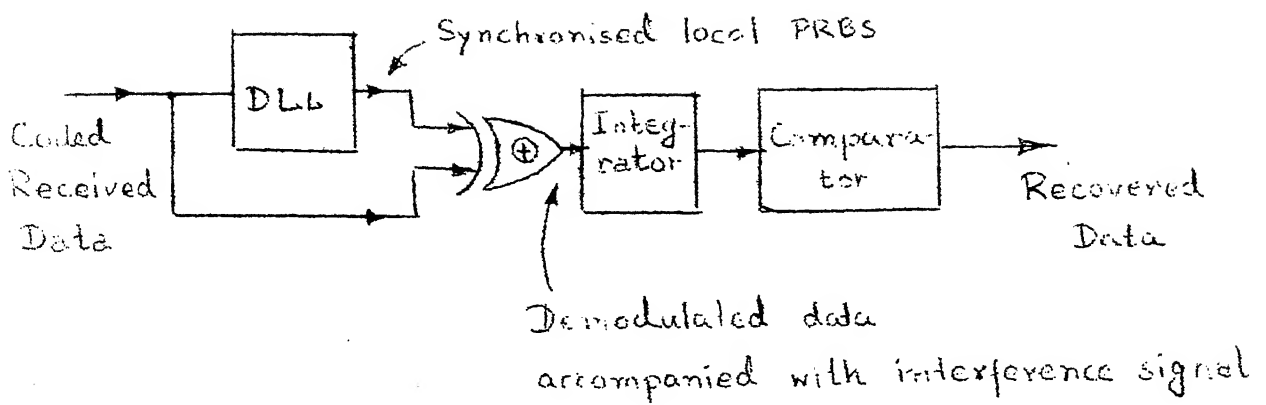 Synchronised local PRBS
DLL
Coded
Received
Data
⊕
Integ-
rator
Compara-
tor
Recovered
Data
Demodulated data
accompanied with interference signal